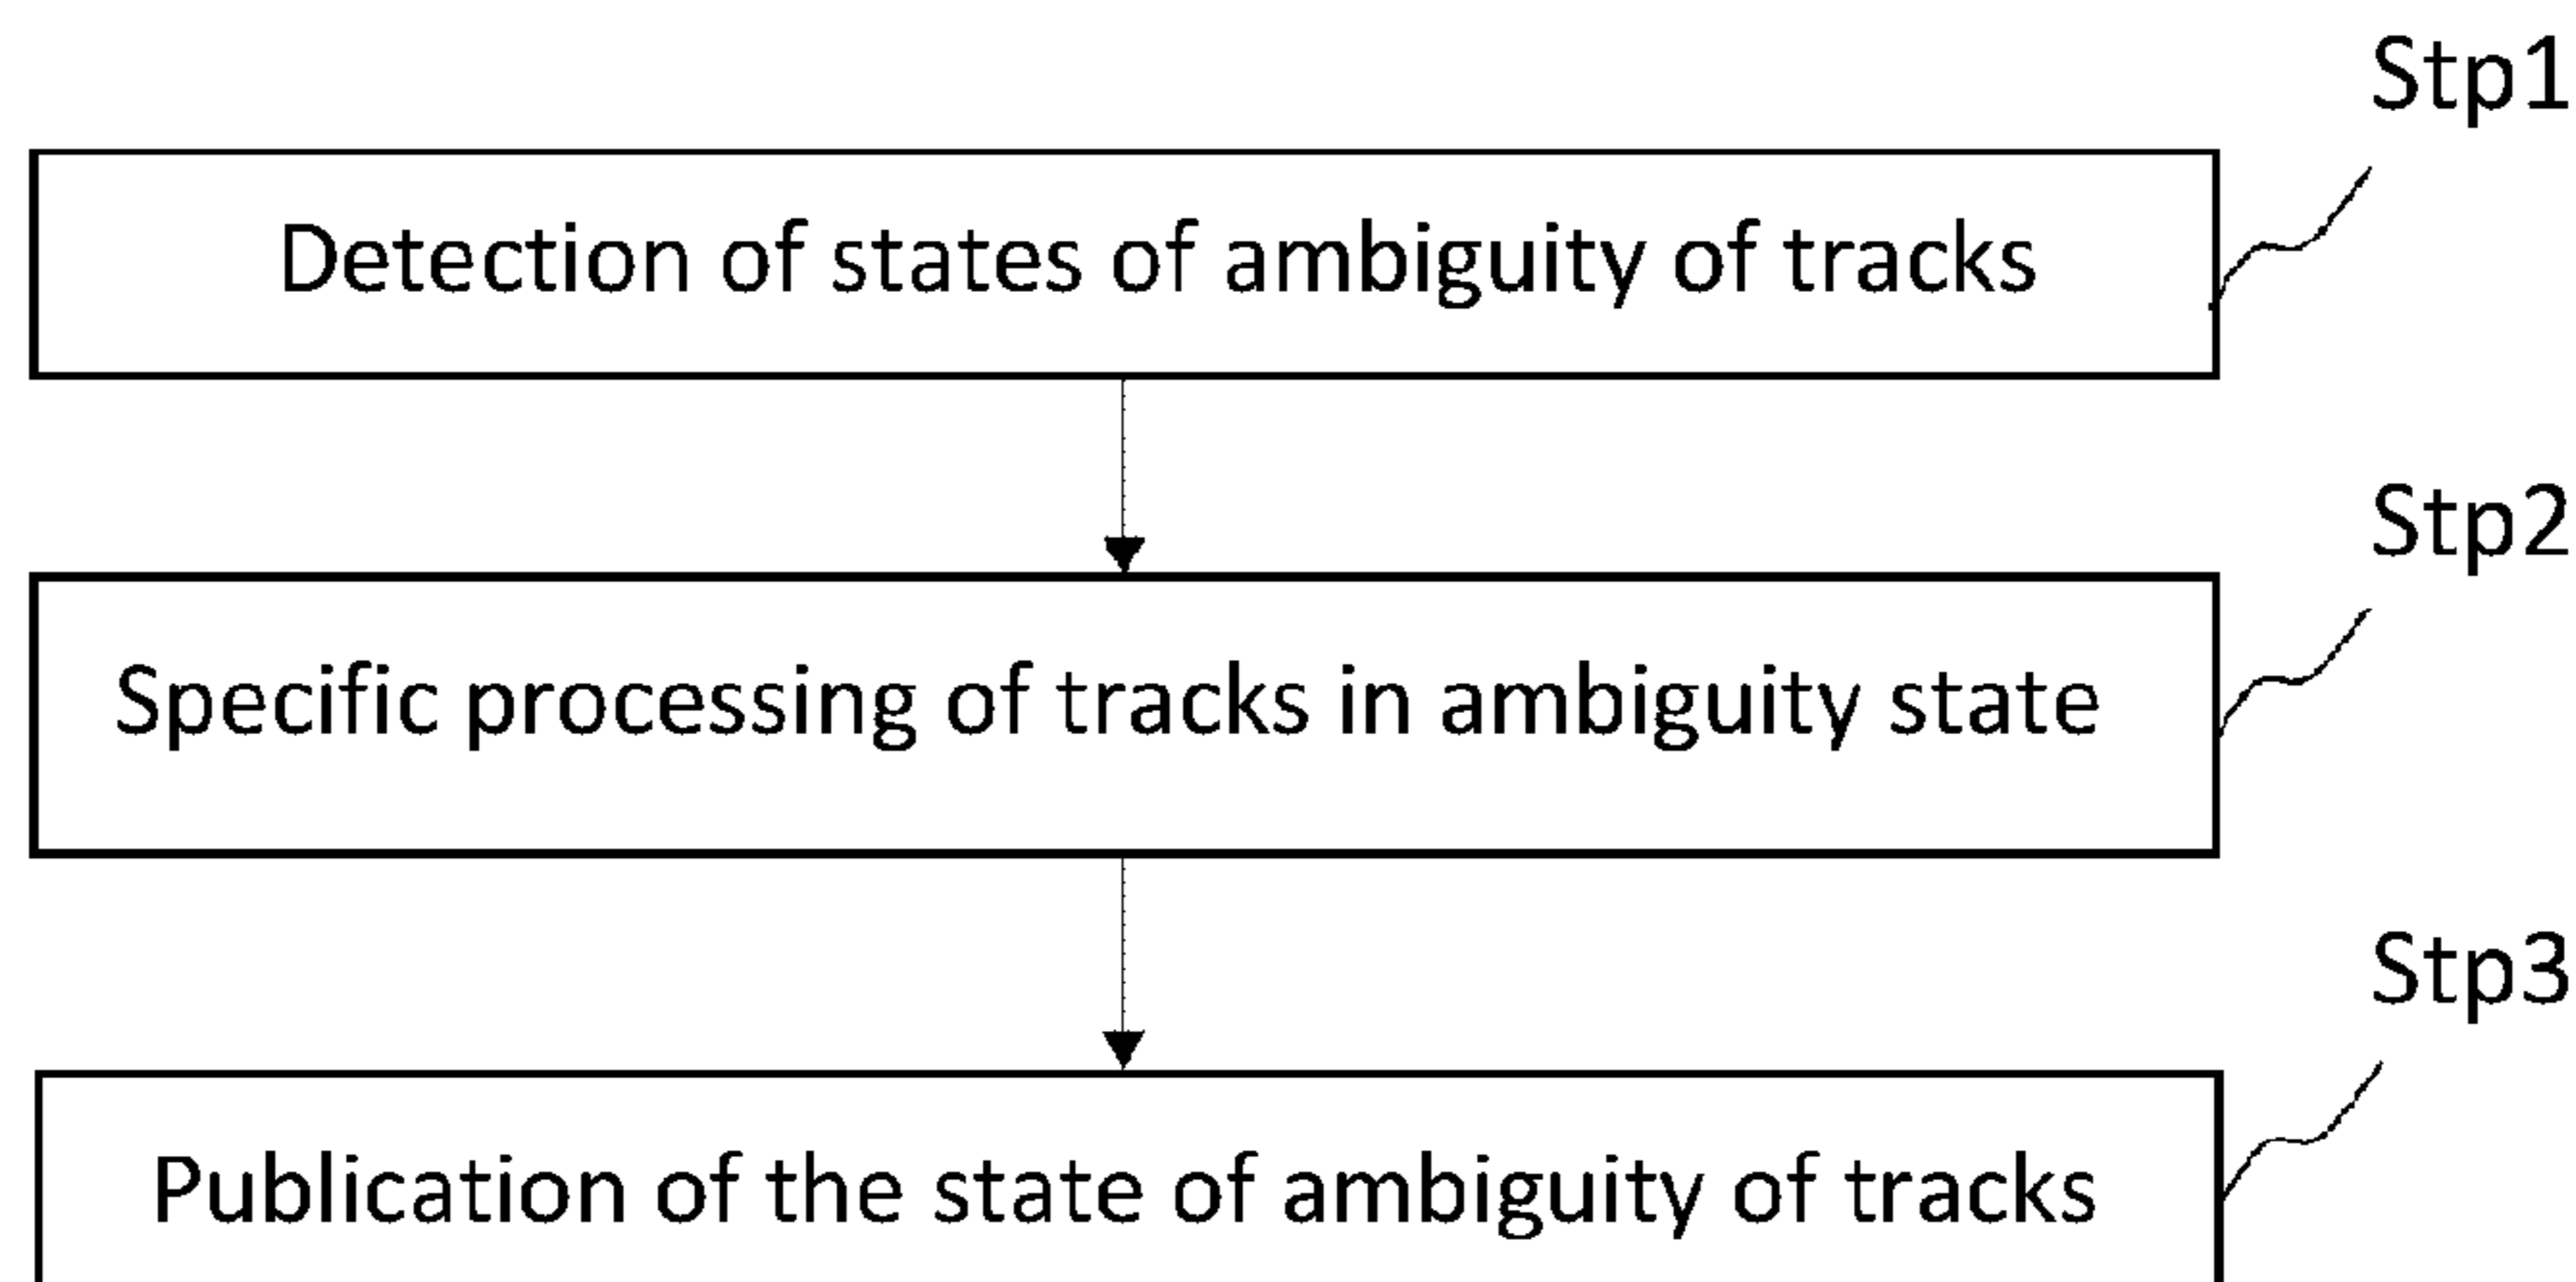 Stp1
Detection of states of ambiguity of tracks
Stp2
Specific processing of tracks in ambiguity state
Stp3
Publication of the state of ambiguity of tracks